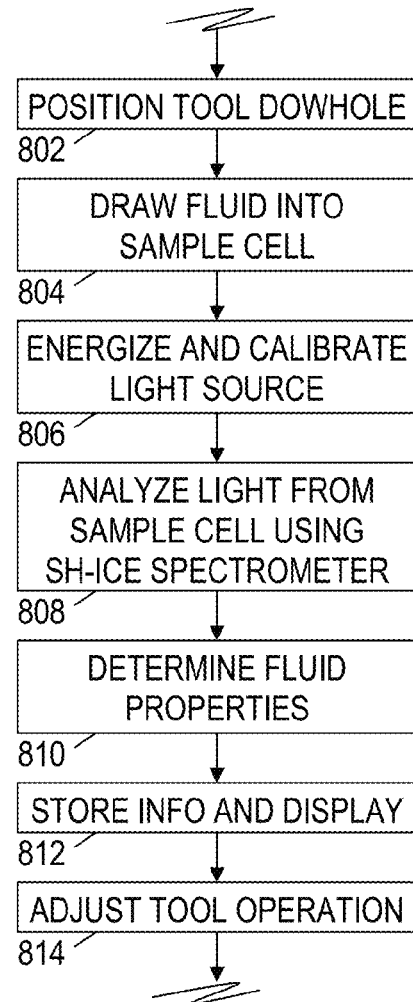 POSITION TOOL DOWHOLE
802
DRAW FLUID INTO
SAMPLE CELL
804
ENERGIZE AND CALIBRATE
LIGHT SOURCE
806
ANALYZE LIGHT FROM
SAMPLE CELL USING
SH-ICE SPECTROMETER
808
DETERMINE FLUID
PROPERTIES
810
STORE INFO AND DISPLAY
812
ADJUST TOOL OPERATION
814